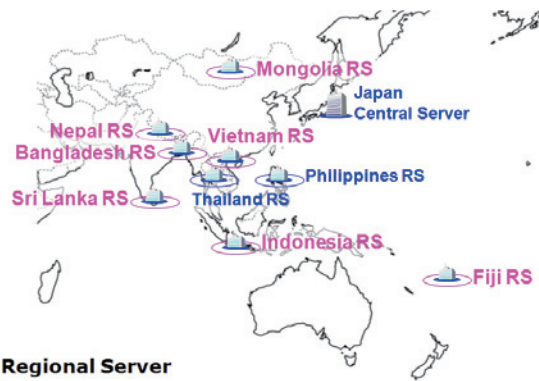 Mongolia RS
Japan
Central Server
Nepal RS
Vietnam RS
Bangladesh RS
Philippines RS
Sri Lanka RS
Thailand RS
Indonesia RS
Fiji RS
Regional Server